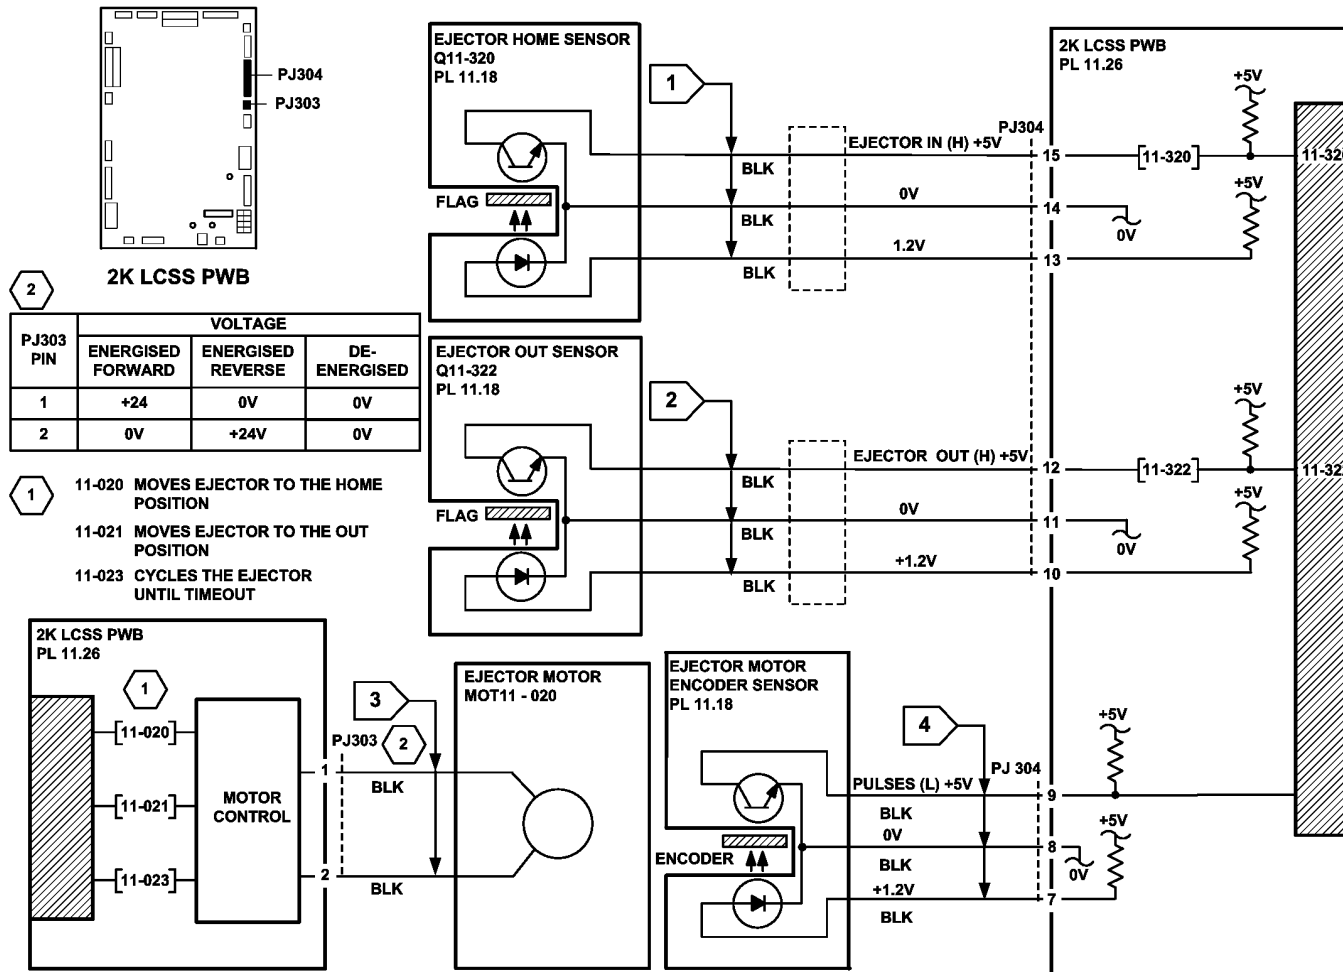 PJ304
PJ303
2K LCSS PWB
2
PJ303 PIN
VOLTAGE
ENERGISED FORWARD
ENERGISED REVERSE
DE-ENERGISED
1 +24 0V 0V
2 0V +24V 0V
1
11-020 MOVES EJECTOR TO THE HOME
POSITION
11-021 MOVES EJECTOR TO THE OUT
POSITION
11-023 CYCLES THE EJECTOR
UNTIL TIMEOUT
EJECTOR HOME SENSOR
Q11-320
PL 11.18
FLAG
1
BLK
BLK
BLK
EJECTOR IN (H) +5V
0V
1.2V
PJ304
15
14
13
2K LCSS PWB
PL 11.26
+5V
[11-320]
11-32
+5V
0V
EJECTOR OUT SENSOR
Q11-322
PL 11.18
FLAG
2
BLK
BLK
BLK
EJECTOR OUT (H) +5V
0V
+1.2V
12
11
10
+5V
[11-322]
11-32
+5V
0V
2K LCSS PWB
PL 11.26
1
[11-020]
[11-021]
[11-023]
MOTOR
CONTROL
1
2
PJ303
3
2
BLK
BLK
EJECTOR MOTOR
MOT11 - 020
EJECTOR MOTOR
ENCODER SENSOR
PL 11.18
ENCODER
4
PJ 304
PULSES (L) +5V
BLK
0V
BLK
+1.2V
BLK
9
8
7
+5V
+5V
0V